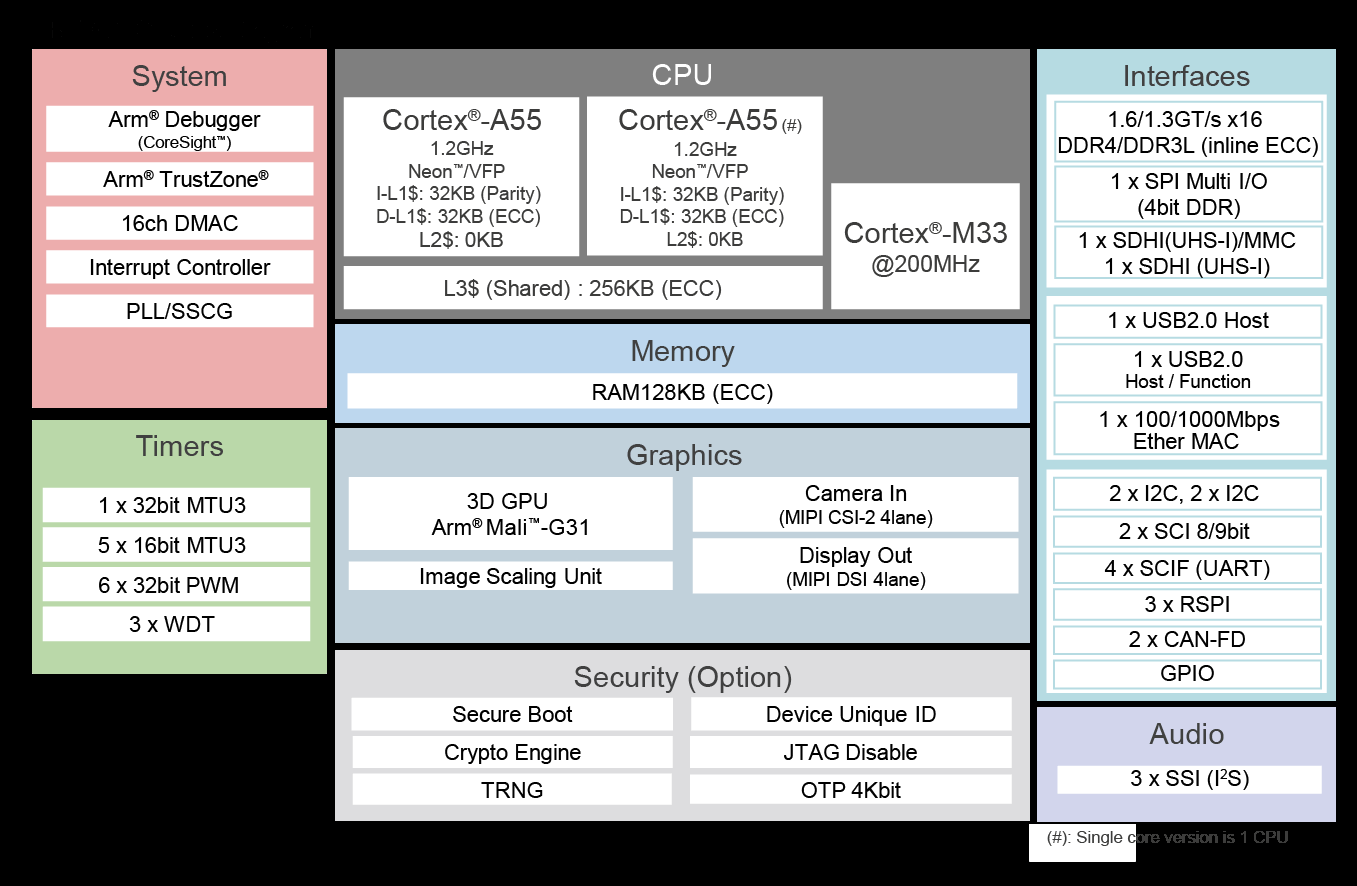 System
Arm® Debugger
(CoreSight™)
Arm® TrustZone®
16ch DMAC
Interrupt Controller
PLL/SSCG
Timers
1 x 32bit MTU3
5 x 16bit MTU3
6 x 32bit PWM
3 x WDT
CPU
Cortex®-A55
1.2GHz
Neon™/VFP
I-L1$: 32KB (Parity)
D-L1$: 32KB (ECC)
L2$: 0KB
Cortex®-A55 (#)
1.2GHz
Neon™/VFP
I-L1$: 32KB (Parity)
D-L1$: 32KB (ECC)
L2$: 0KB
L3$ (Shared) : 256KB (ECC)
Cortex®-M33
@200MHz
Memory
RAM128KB (ECC)
Graphics
3D GPU
Arm® Mali™-G31
Image Scaling Unit
Camera In
(MIPI CSI-2 4lane)
Display Out
(MIPI DSI 4lane)
Security (Option)
Secure Boot
Crypto Engine
TRNG
Device Unique ID
JTAG Disable
OTP 4Kbit
Interfaces
1.6/1.3GT/s x16
DDR4/DDR3L (inline ECC)
1 x SPI Multi I/O
(4bit DDR)
1 x SDHI(UHS-I)/MMC
1 x SDHI (UHS-I)
1 x USB2.0 Host
1 x USB2.0
Host / Function
1 x 100/1000Mbps
Ether MAC
2 x I2C, 2 x I2C
2 x SCI 8/9bit
4 x SCIF (UART)
3 x RSPI
2 x CAN-FD
GPIO
Audio
3 x SSI (I²S)
(#): Single core version is 1 CPU